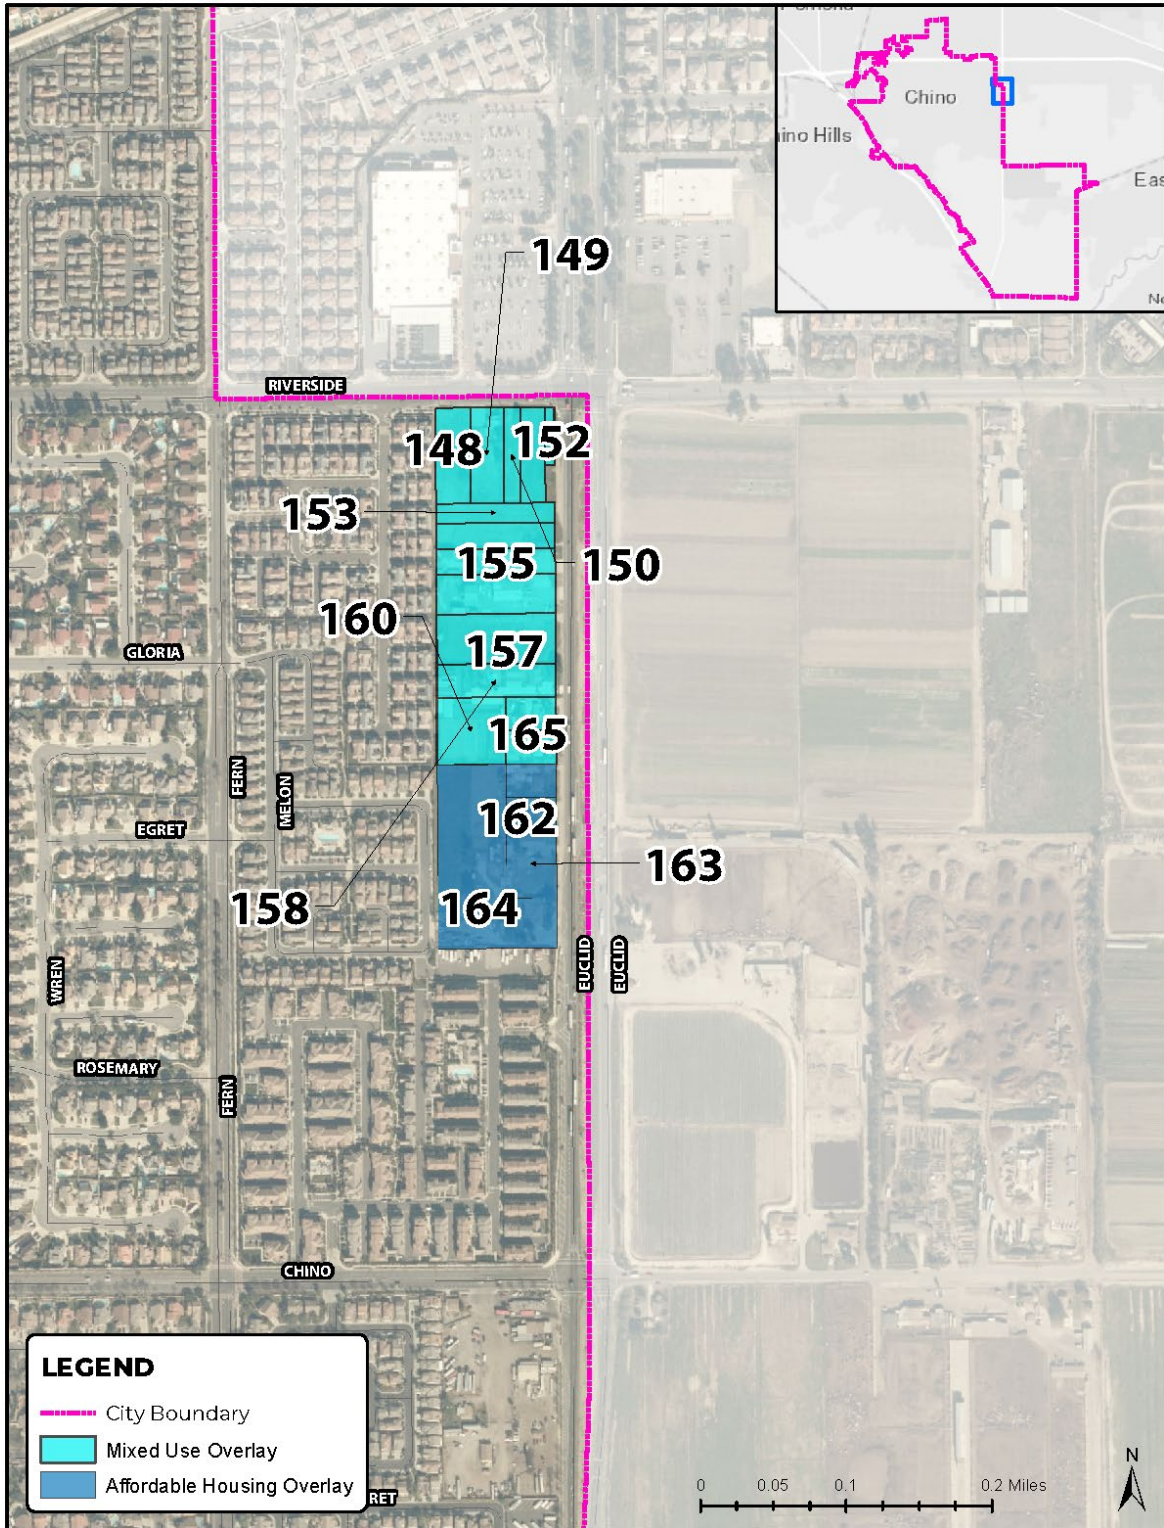 Chino
ino Hills
Eas
149
RIVERSIDE
148
152
153
155
150
160
GLORIA
157
165
FERN
MELON
162
EGRET
163
158
164
EUCLID
EUCLID
WREN
ROSEMARY
FERN
CHINO
LEGEND
City Boundary
Mixed Use Overlay
Affordable Housing Overlay
RET
0 0.05 0.1 0.2 Miles
N